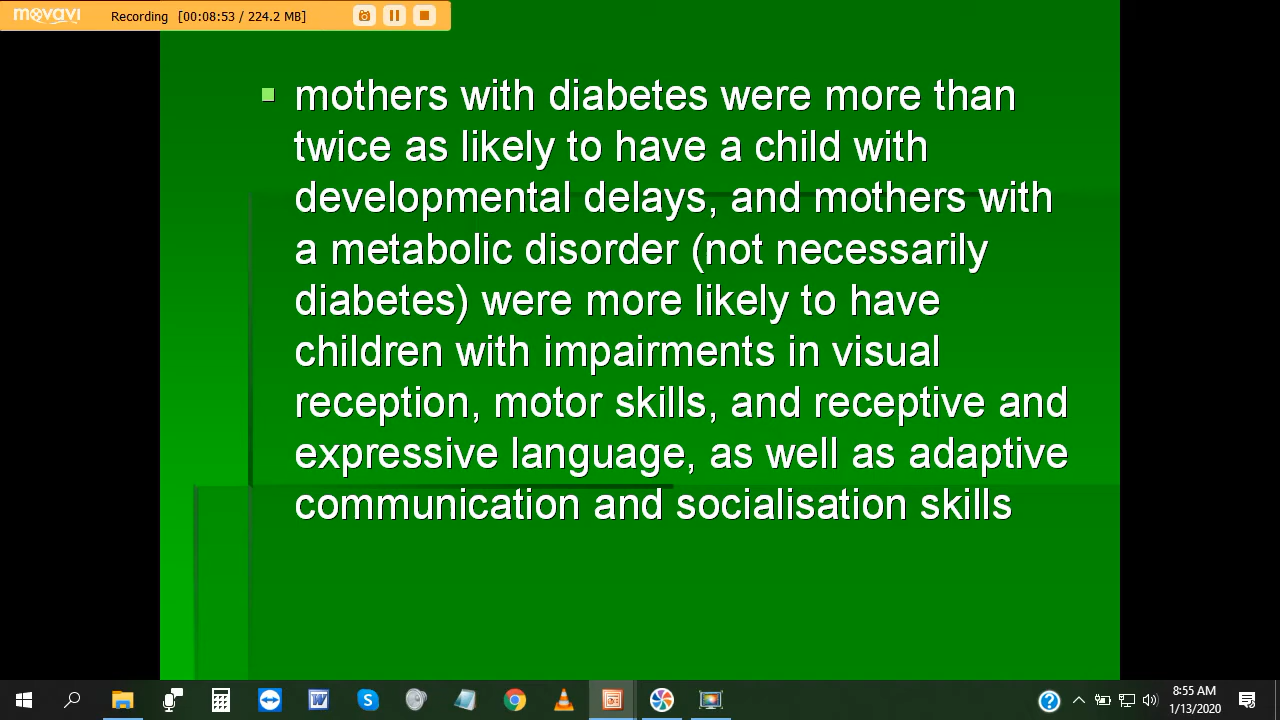 movavi Recording [00:08:53 / 224.2 MB]
mothers with diabetes were more than
twice as likely to have a child with
developmental delays, and mothers with
a metabolic disorder (not necessarily
diabetes) were more likely to have
children with impairments in visual
reception, motor skills, and receptive and
expressive language, as well as adaptive
communication and socialisation skills
8:55 AM
1/13/2020